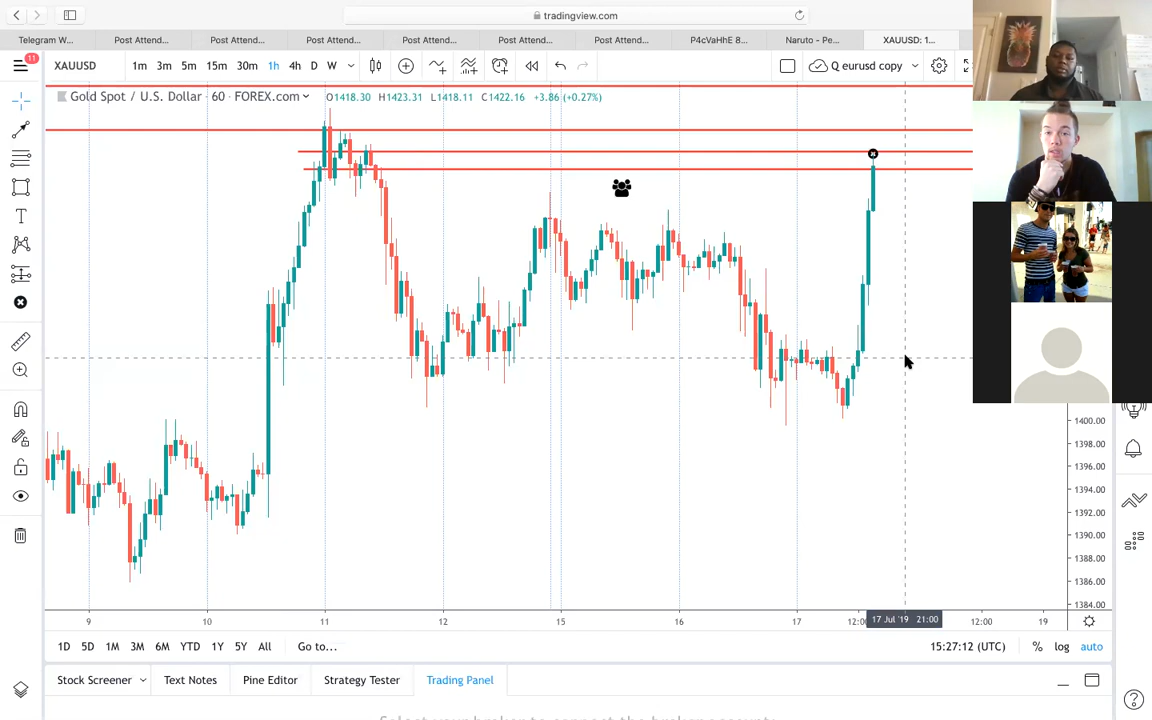 tradingview.com
Telegram W...
Post Attend...
Post Attend...
Post Attend...
Post Attend...
Post Attend...
Post Attend...
P4cVaHhE 8...
Naruto - Pe...
XAUUSD: 1...
11
XAUUSD
1m 3m 5m 15m 30m 1h 4h D W
Q eurusd copy
Gold Spot / U.S. Dollar · 60 · FOREX.com
O1418.30 H1423.31 L1418.11 C1422.16 +3.86 (+0.27%)
1400.00
1398.00
1396.00
1394.00
1392.00
1390.00
1388.00
1386.00
1384.00
9 10 11 12 15 16 17 12:0 17 Jul '19 21:00 12:00 19
1D 5D 1M 3M 6M YTD 1Y 5Y All Go to...
15:27:12 (UTC) % log auto
Stock Screener Text Notes Pine Editor Strategy Tester Trading Panel